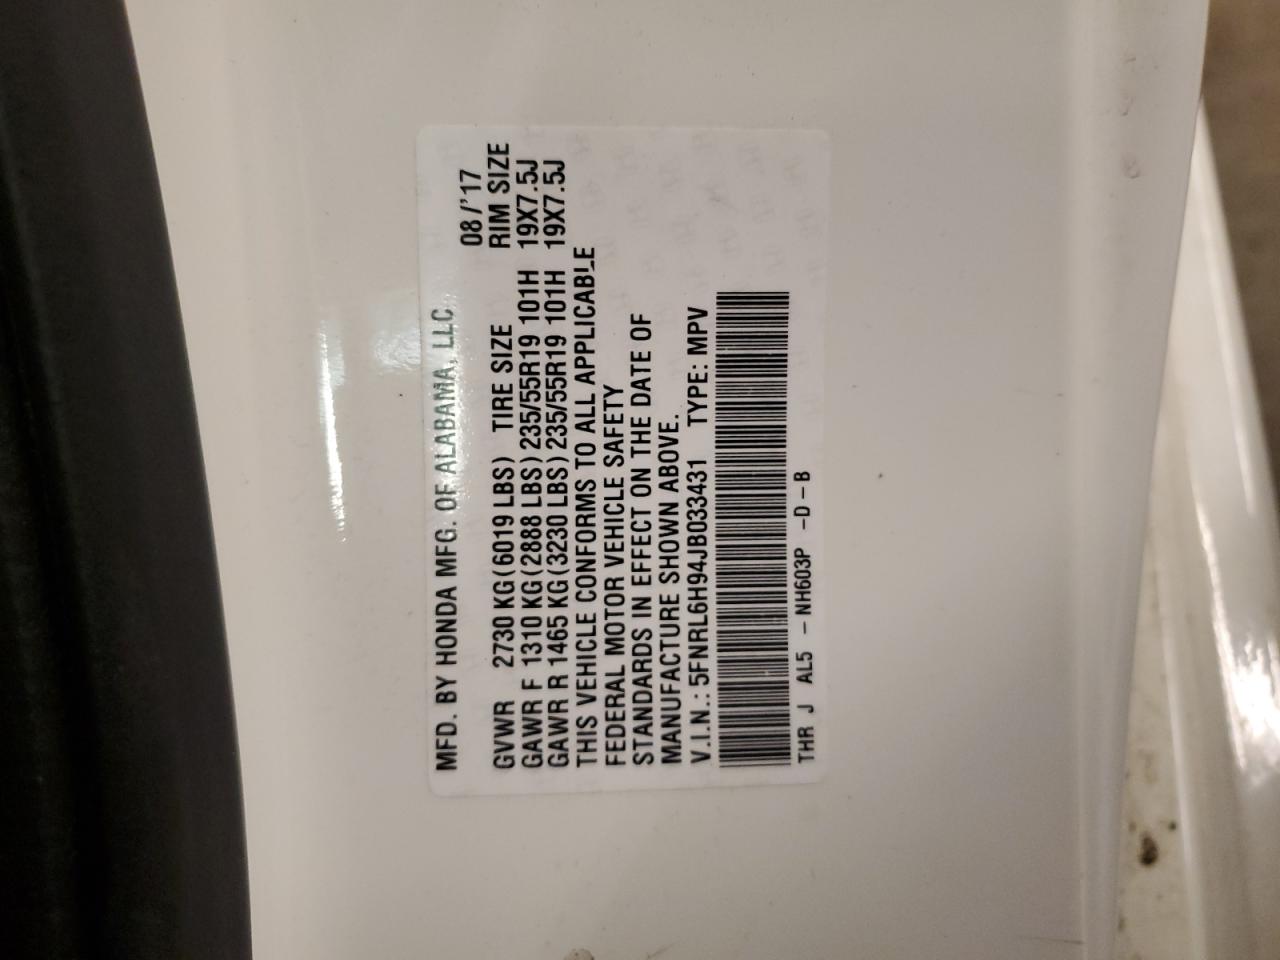 MFD. BY HONDA MFG. OF ALABAMA, LLC.
08/'17
GVWR 2730 KG(6019 LBS) TIRE SIZE RIM SIZE
GAWR F 1310 KG(2888 LBS)235/55R19 101H 19X7.5J
GAWR R 1465 KG(3230 LBS)235/55R19 101H 19X7.5J
THIS VEHICLE CONFORMS TO ALL APPLICABLE
FEDERAL MOTOR VEHICLE SAFETY
STANDARDS IN EFFECT ON THE DATE OF
MANUFACTURE SHOWN ABOVE.
V.I.N.: 5FNRL6H94JB033431 TYPE: MPV
THR J AL5 - NH603P -D-B